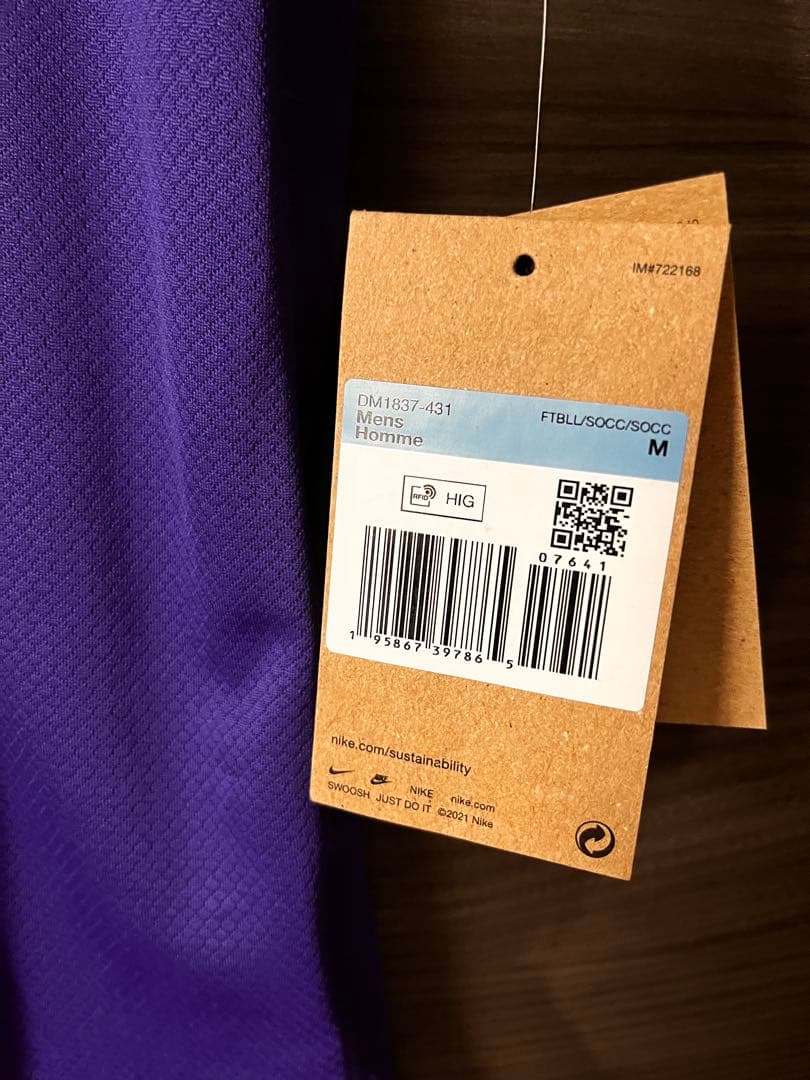 IM#722168
DM1837-431
Mens
Homme
FTBLL/SOCC/SOCC
M
RFID HIG
07641
1 95867 39786 5
nike.com/sustainability
NIKE nike.com
SWOOSH JUST DO IT ©2021 Nike